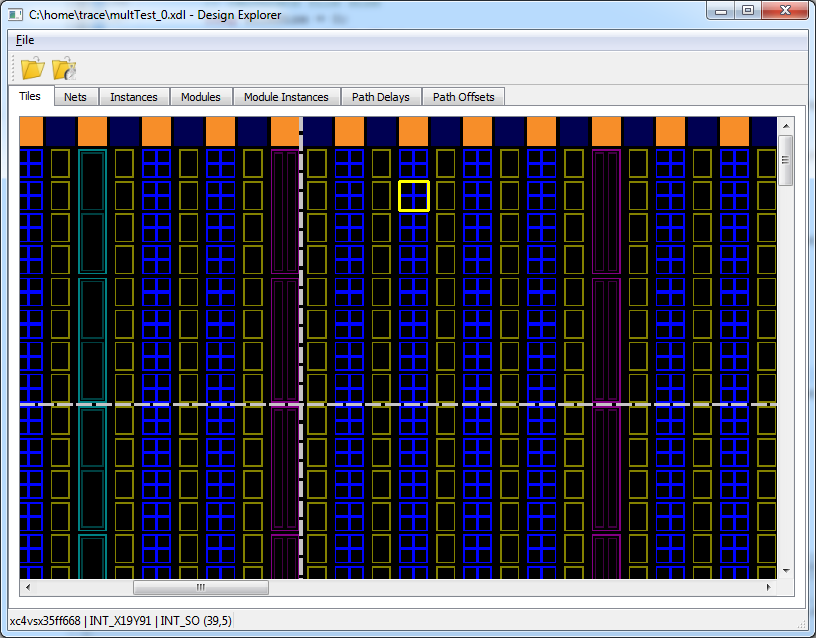 C:\home\trace\multTest_0.xdl - Design Explorer
File
Tiles Nets Instances Modules Module Instances Path Delays Path Offsets
xc4vsx35ff668 | INT_X19Y91 | INT_SO (39,5)